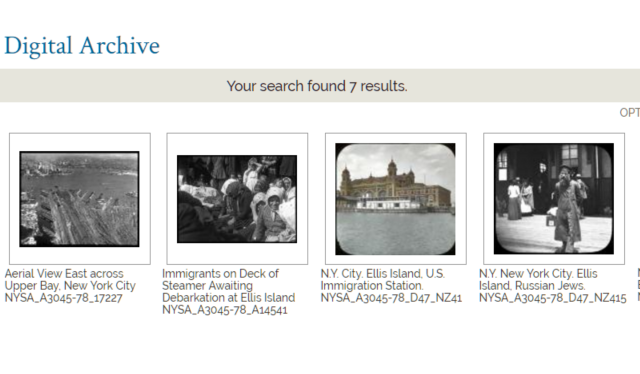 Digital Archive
Your search found 7 results.
OPT
Aerial View East across
Upper Bay, New York City
NYSA_A3045-78_17227
Immigrants on Deck of
Steamer Awaiting
Debarkation at Ellis Island
NYSA_A3045-78_A14541
N.Y. City. Ellis Island, U.S.
Immigration Station.
NYSA_A3045-78_D47_NZ41
N.Y. New York City. Ellis
Island, Russian Jews.
NYSA_A3045-78_D47_NZ415